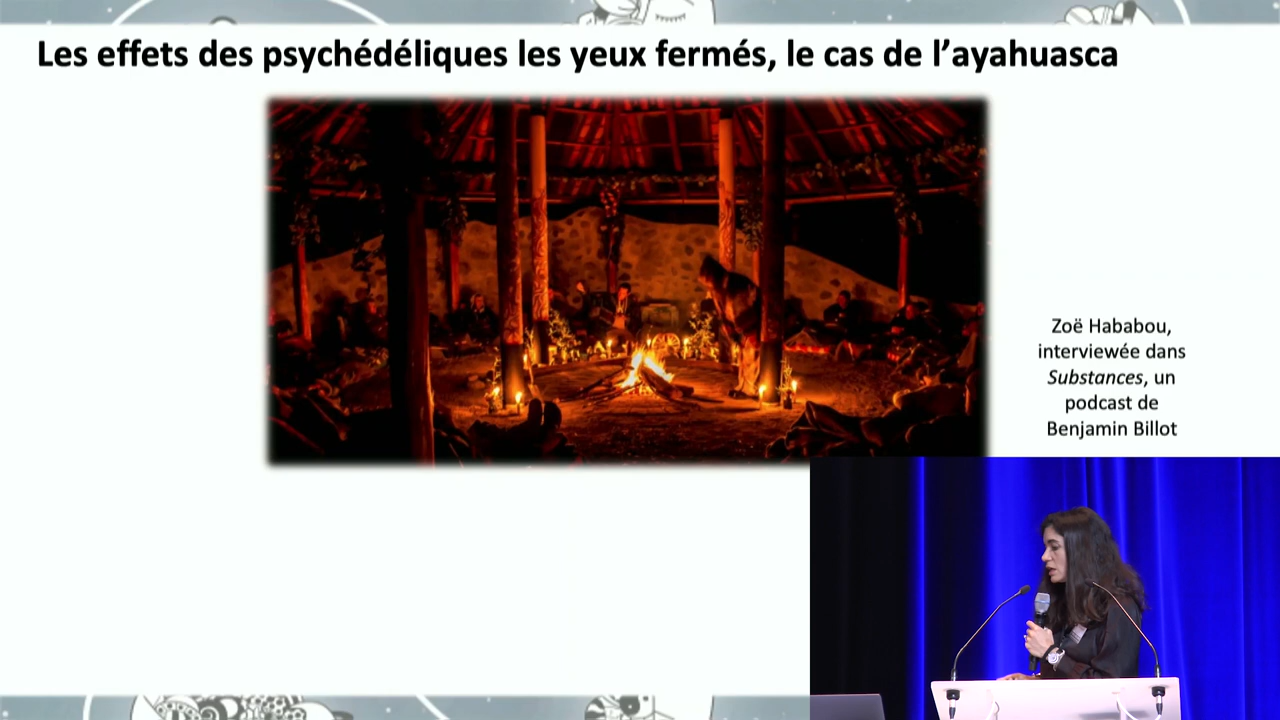 Les effets des psychédéliques les yeux fermés, le cas de l’ayahuasca
Zoë Hababou,
interviewée dans
Substances, un
podcast de
Benjamin Billot